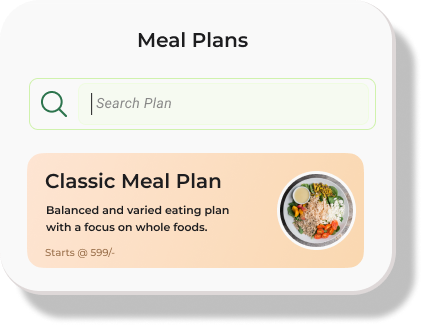 Meal Plans
Search Plan
Classic Meal Plan
Balanced and varied eating plan
with a focus on whole foods.
Starts @ 599/-